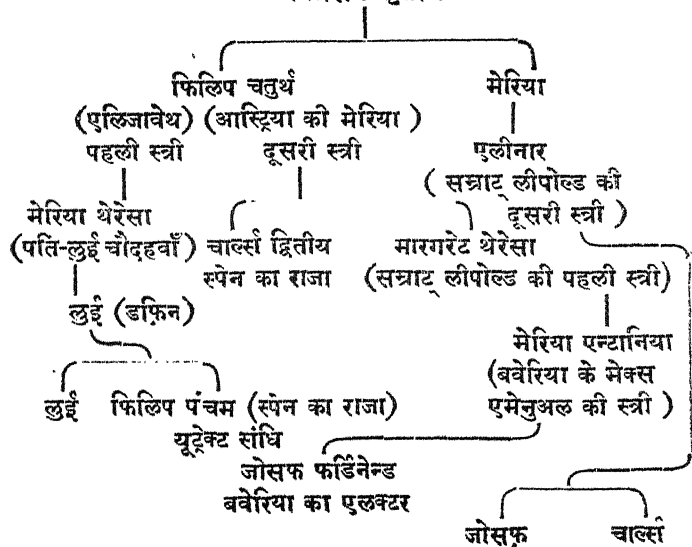 फिलिप चतुर्थ मेरिया
(एलिजावेथ) (आस्ट्रिया की मेरिया)
पहली स्त्री दूसरी स्त्री एलीनार
( सम्राट् लीपोल्ड की
मेरिया थेरेसा दूसरी स्त्री )
(पति-लुई चौदहवाँ) चार्ल्स द्वितीय मारगरेट थेरेसा
स्पेन का राजा (सम्राट् लीपोल्ड की पहली स्त्री)
लुई (डफ़िन)
मेरिया एन्टानिया
(बवेरिया के मेक्स
लुई फिलिप पंचम (स्पेन का राजा) एमेनुअल की स्त्री )
यूट्रेक्ट संधि
जोसफ फर्डिनेन्ड
बवेरिया का एलक्टर
जोसफ चार्ल्स